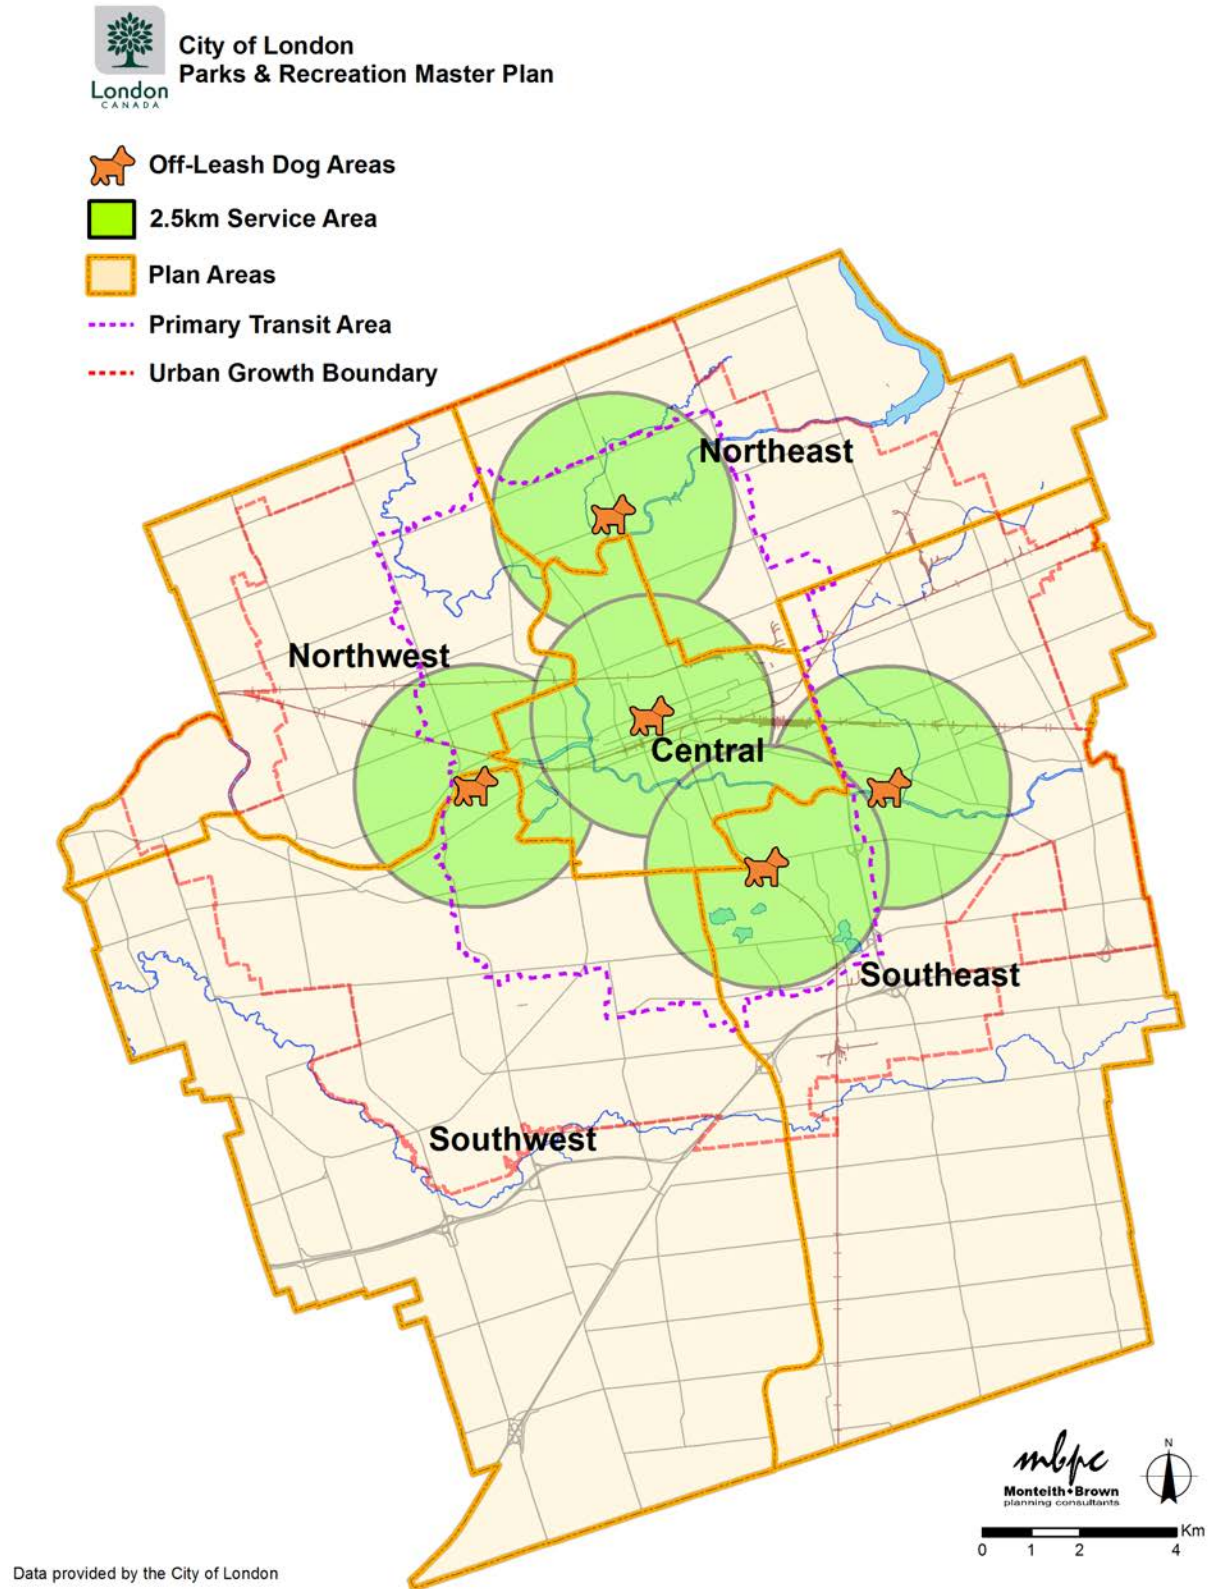 City of London
Parks & Recreation Master Plan
London
CANADA
Off-Leash Dog Areas
2.5km Service Area
Plan Areas
Primary Transit Area
Urban Growth Boundary
Northeast
Northwest
Central
Southeast
Southwest
mbpc
Monteith+Brown
planning consultants
N
Km
0 1 2 4
Data provided by the City of London